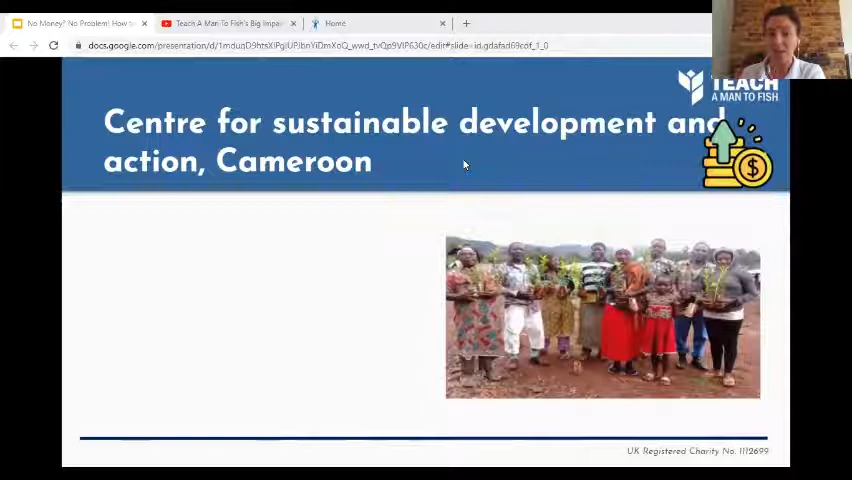 No Money? No Problem! How to
Teach A Man To Fish's Big Impac
Home
TEACH
A MAN TO FISH
Centre for sustainable development and
action, Cameroon
UK Registered Charity No. 1112699